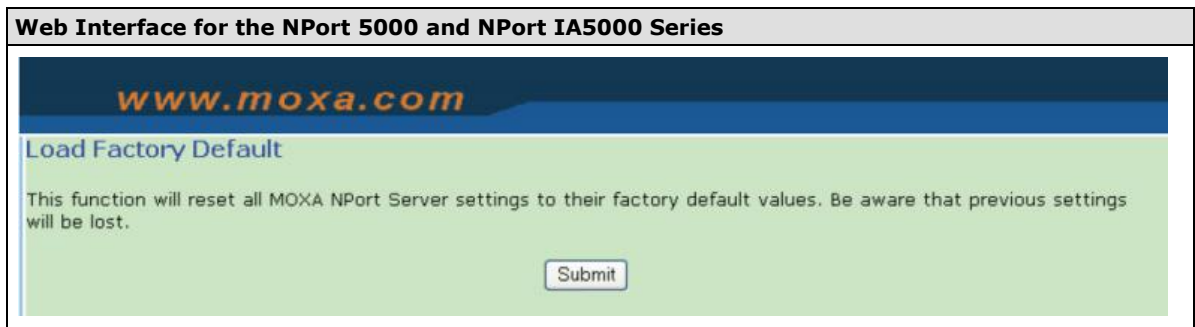 Web Interface for the NPort 5000 and NPort IA5000 Series
www.moxa.com
Load Factory Default
This function will reset all MOXA NPort Server settings to their factory default values. Be aware that previous settings
will be lost.
Submit